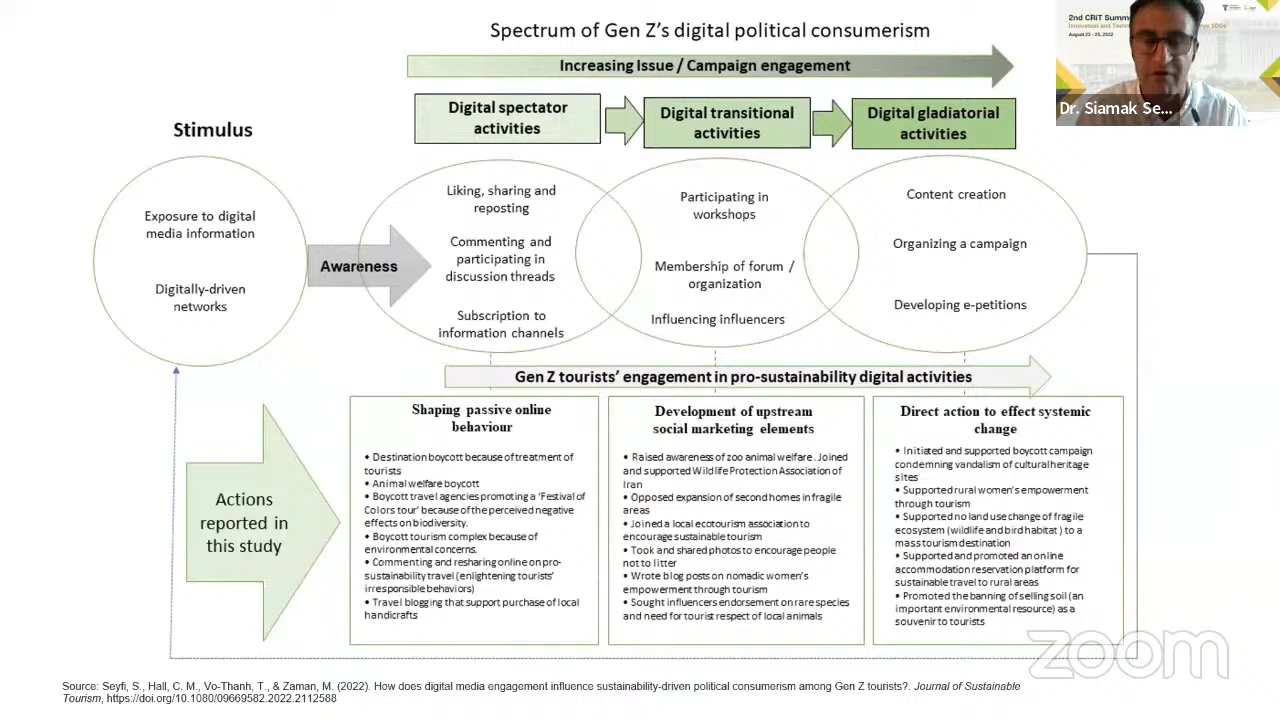 Spectrum of Gen Z's digital political consumerism
Increasing Issue / Campaign engagement
Digital spectator
activities
Digital transitional
activities
Digital gladiatorial
activities
Stimulus
Exposure to digital
media information
Digitally-driven
networks
Awareness
Liking, sharing and
reposting
Commenting and
participating in
discussion threads
Subscription to
information channels
Participating in
workshops
Membership of forum /
organization
Influencing influencers
Content creation
Organizing a campaign
Developing e-petitions
Gen Z tourists' engagement in pro-sustainability digital activities
Actions
reported in
this study
Shaping passive online
behaviour
• Destination boycott because of treatment of
tourists
• Animal welfare boycott
• Boycott travel agencies promoting a 'Festival of
Colors tour' because of the perceived negative
effects on biodiversity.
• Boycott tourism complex because of
environmental concerns.
• Commenting and resharing online on pro-
sustainability travel (enlightening tourists'
irresponsible behaviors)
• Travel blogging that support purchase of local
handicrafts
Development of upstream
social marketing elements
• Raised awareness of zoo animal welfare. Joined
and supported Wildlife Protection Association of
Iran
• Opposed expansion of second homes in fragile
areas
• Joined a local ecotourism association to
encourage sustainable tourism
• Took and shared photos to encourage people
not to litter
• Wrote blog posts on nomadic women's
empowerment through tourism
• Sought influencers endorsement on rare species
and need for tourist respect of local animals
Direct action to effect systemic
change
• Initiated and supported boycott campaign
condemning vandalism of cultural heritage
sites
• Supported rural women's empowerment
through tourism
• Supported no land use change of fragile
ecosystem (wildlife and bird habitat) to a
mass tourism destination
• Supported and promoted an online
accommodation reservation platform for
sustainable travel to rural areas
• Promoted the banning of selling soil (an
important environmental resource) as a
souvenir to tourists
Source: Seyfi, S., Hall, C. M., Vo-Thanh, T., & Zaman, M. (2022). How does digital media engagement influence sustainability-driven political consumerism among Gen Z tourists?. Journal of Sustainable
Tourism, https://doi.org/10.1080/09669582.2022.2112588
2nd CRiT Summ
August 23 - 25, 2022
Dr. Siamak Se...
zoom